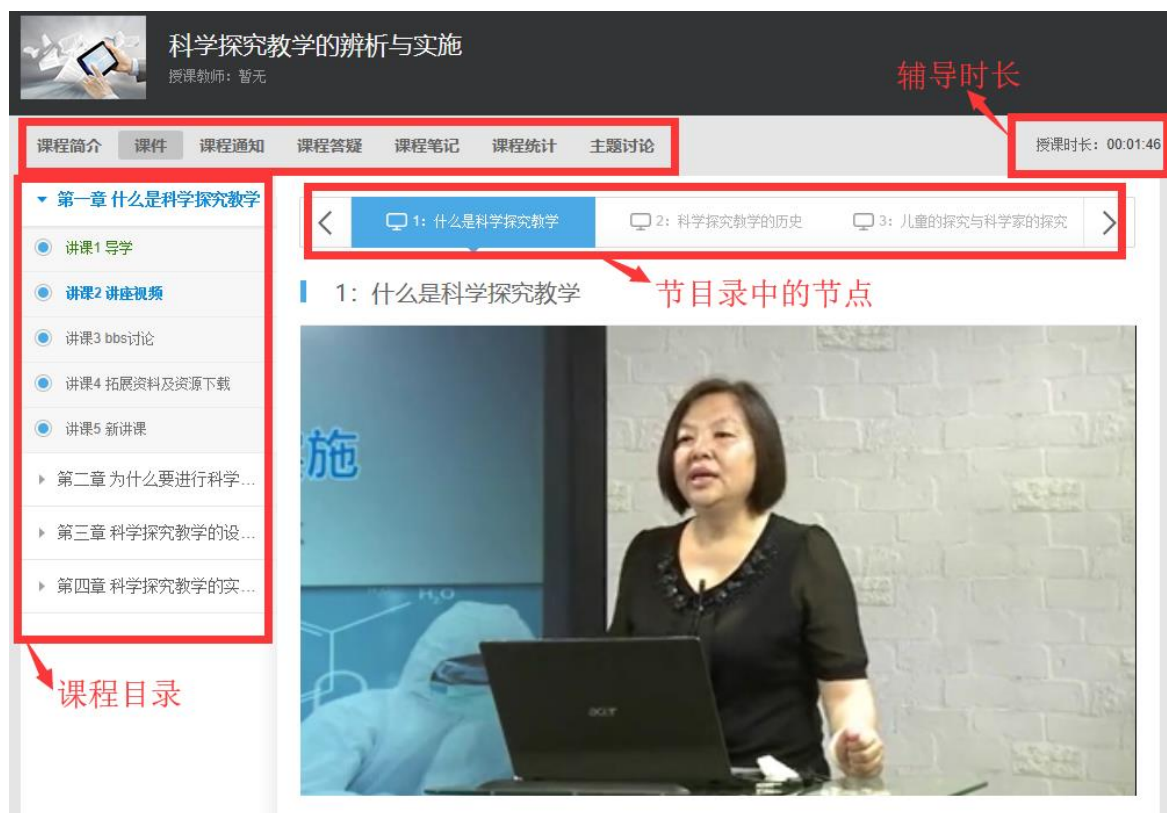 科学探究教学的辨析与实施
授课教师：暂无
辅导时长
课程简介 课件 课程通知 课程答疑 课程笔记 课程统计 主题讨论
授课时长：00:01:46
第一章 什么是科学探究教学
讲课1 导学
讲课2 讲座视频
讲课3 bbs讨论
讲课4 拓展资料及资源下载
讲课5 新讲课
第二章 为什么要进行科学...
第三章 科学探究教学的设...
第四章 科学探究教学的实...
课程目录
1：什么是科学探究教学 2：科学探究教学的历史 3：儿童的探究与科学家的探究
节目录中的节点
1：什么是科学探究教学
施
H₂O
acer